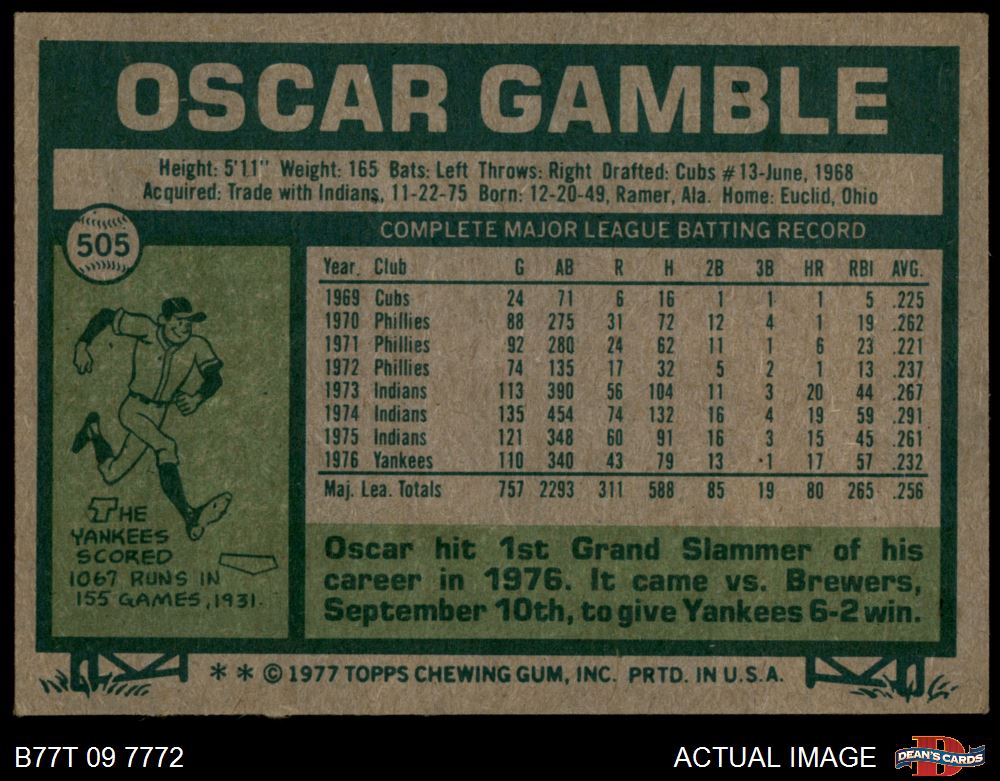 OSCAR GAMBLE
Height: 5'11" Weight: 165 Bats: Left Throws: Right Drafted: Cubs #13-June, 1968
Acquired: Trade with Indians, 11-22-75 Born: 12-20-49, Ramer, Ala. Home: Euclid, Ohio
505
COMPLETE MAJOR LEAGUE BATTING RECORD
Year. Club G AB R H 2B 3B HR RBI AVG.
1969 Cubs 24 71 6 16 1 1 1 5 .225
1970 Phillies 88 275 31 72 12 4 1 19 .262
1971 Phillies 92 280 24 62 11 1 6 23 .221
1972 Phillies 74 135 17 32 5 2 1 13 .237
1973 Indians 113 390 56 104 11 3 20 44 .267
1974 Indians 135 454 74 132 16 4 19 59 .291
1975 Indians 121 348 60 91 16 3 15 45 .261
1976 Yankees 110 340 43 79 13 1 17 57 .232
Maj. Lea. Totals 757 2293 311 588 85 19 80 265 .256
THE
YANKEES
SCORED
1067 RUNS IN
155 GAMES, 1931.
Oscar hit 1st Grand Slammer of his
career in 1976. It came vs. Brewers,
September 10th, to give Yankees 6-2 win.
* * © 1977 TOPPS CHEWING GUM, INC. PRTD. IN U.S.A.
B77T 09 7772
ACTUAL IMAGE
D
DEAN'S CARDS